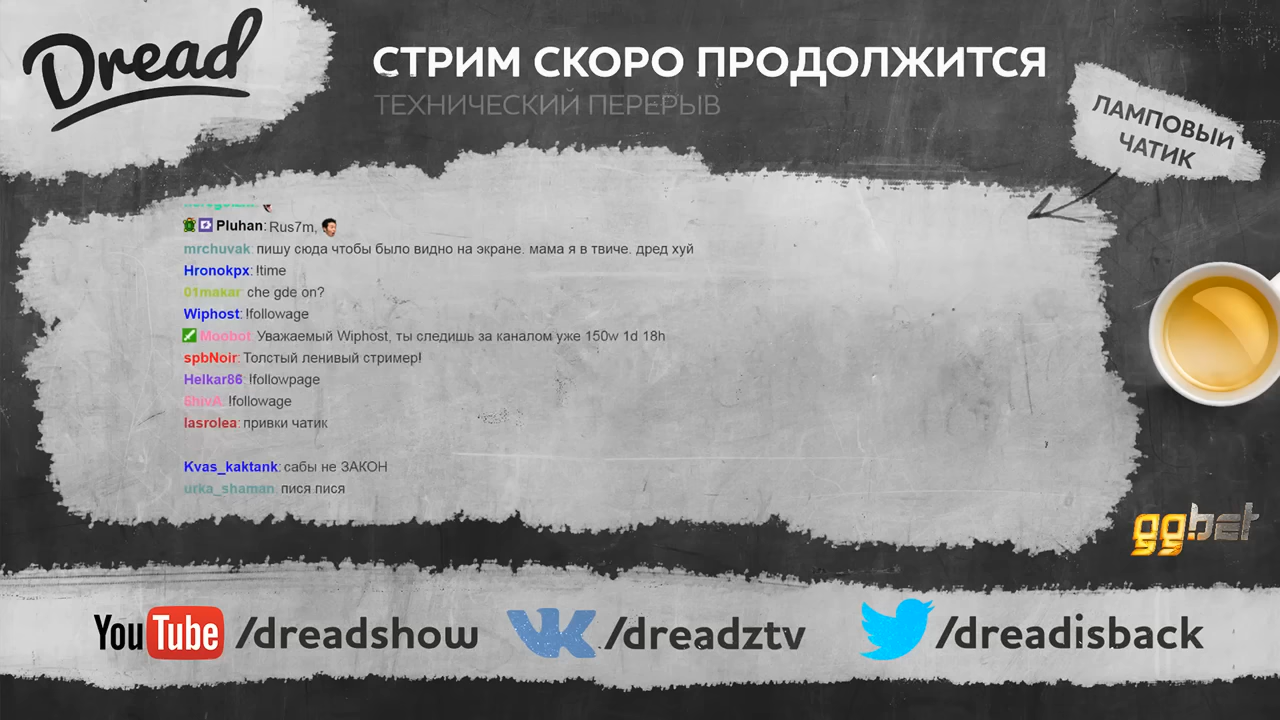 Dread
СТРИМ СКОРО ПРОДОЛЖИТСЯ
ТЕХНИЧЕСКИЙ ПЕРЕРЫВ
ЛАМПОВЫЙ
ЧАТИК
Pluhan: Rus7m,
mrchuvak: пишу сюда чтобы было видно на экране. мама я в твиче. дред хуй
Hronokpx: !time
01makar: che gde on?
Wiphost: !followage
Moobot: Уважаемый Wiphost, ты следишь за каналом уже 150w 1d 18h
spbNoir: Толстый ленивый стример!
Helkar86: !followpage
5hivA: !followage
lasrolea: привки чатик
Kvas_kaktank: сабы не ЗАКОН
urka_shaman: пися пися
ggbet
YouTube /dreadshow
VK /dreadztv
/dreadisback